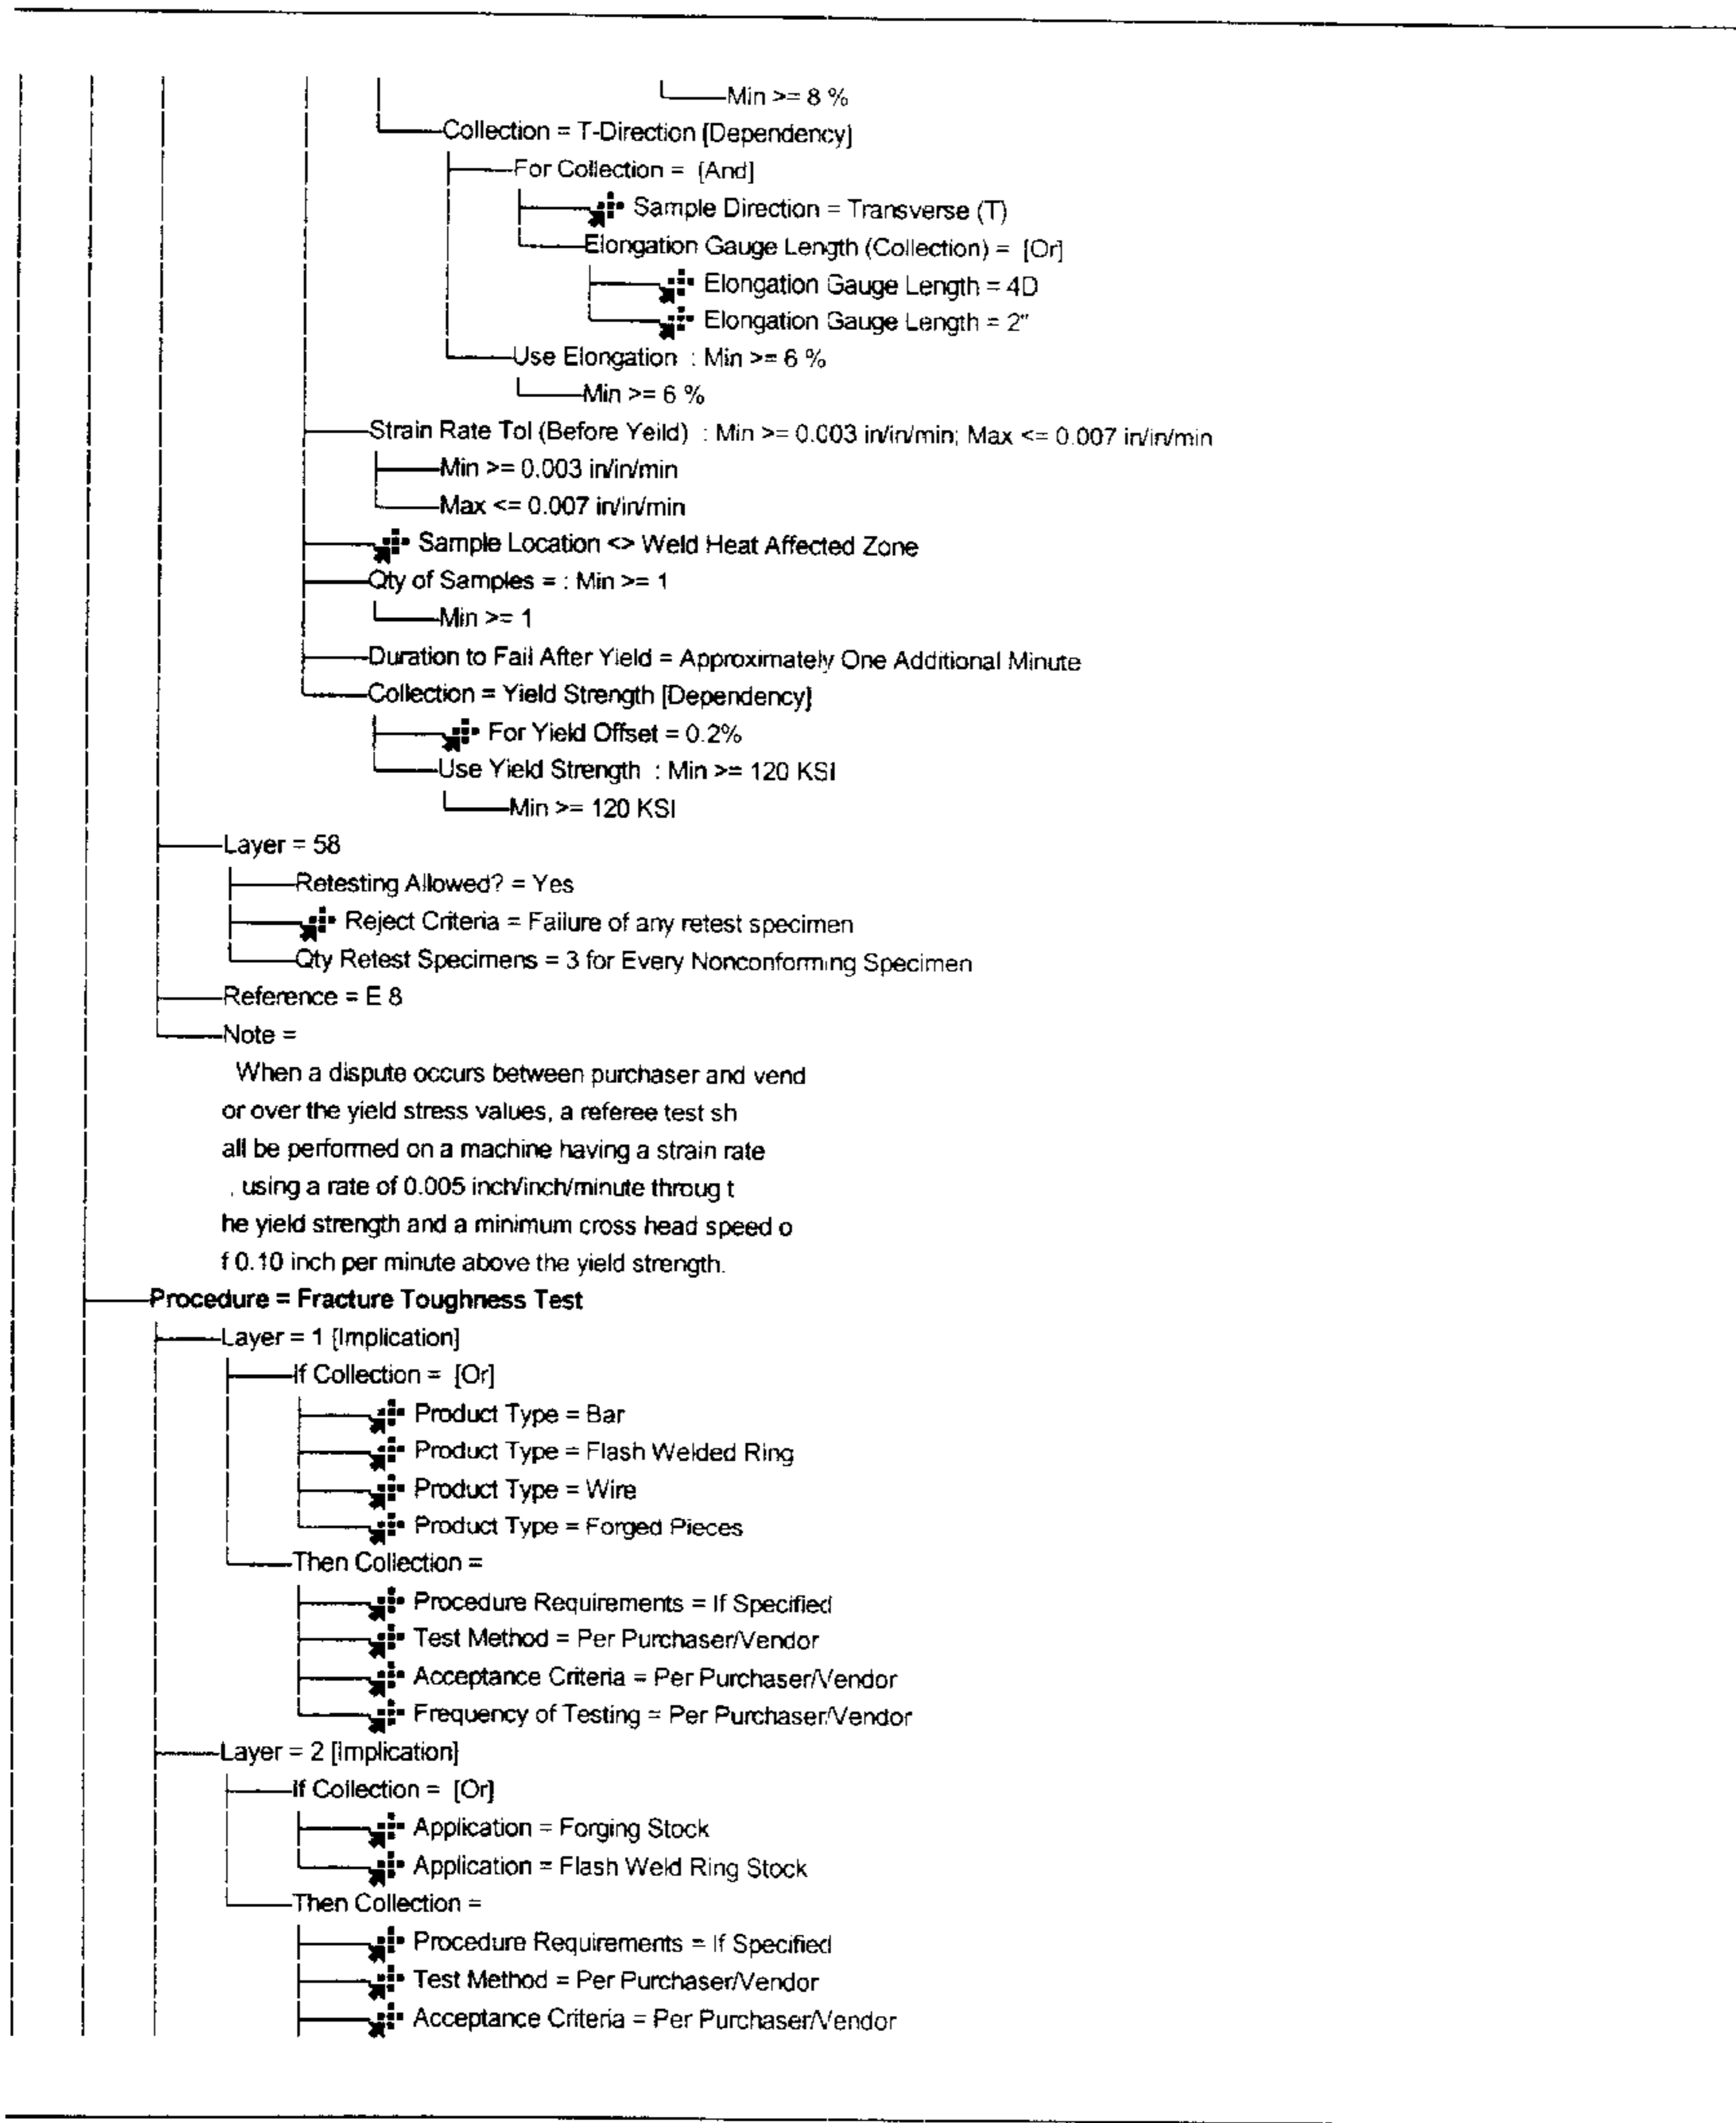 Min >= 8 %
Collection = T-Direction [Dependency]
For Collection = [And]
Sample Direction = Transverse (T)
Elongation Gauge Length (Collection) = [Or]
Elongation Gauge Length = 4D
Elongation Gauge Length = 2"
Use Elongation : Min >= 6 %
Min >= 6 %
Strain Rate Tol (Before Yeild) : Min >= 0.003 in/in/min; Max <= 0.007 in/in/min
Min >= 0.003 in/in/min
Max <= 0.007 in/in/min
Sample Location <> Weld Heat Affected Zone
Qty of Samples = : Min >= 1
Min >= 1
Duration to Fail After Yield = Approximately One Additional Minute
Collection = Yield Strength [Dependency]
For Yield Offset = 0.2%
Use Yield Strength : Min >= 120 KSI
Min >= 120 KSI
Layer = 58
Retesting Allowed? = Yes
Reject Criteria = Failure of any retest specimen
Qty Retest Specimens = 3 for Every Nonconforming Specimen
Reference = E 8
Note =
When a dispute occurs between purchaser and vend
or over the yield stress values, a referee test sh
all be performed on a machine having a strain rate
, using a rate of 0.005 inch/inch/minute throug t
he yield strength and a minimum cross head speed o
f 0.10 inch per minute above the yield strength.
Procedure = Fracture Toughness Test
Layer = 1 [Implication]
If Collection = [Or]
Product Type = Bar
Product Type = Flash Welded Ring
Product Type = Wire
Product Type = Forged Pieces
Then Collection =
Procedure Requirements = If Specified
Test Method = Per Purchaser/Vendor
Acceptance Criteria = Per Purchaser/Vendor
Frequency of Testing = Per Purchaser/Vendor
Layer = 2 [Implication]
If Collection = [Or]
Application = Forging Stock
Application = Flash Weld Ring Stock
Then Collection =
Procedure Requirements = If Specified
Test Method = Per Purchaser/Vendor
Acceptance Criteria = Per Purchaser/Vendor